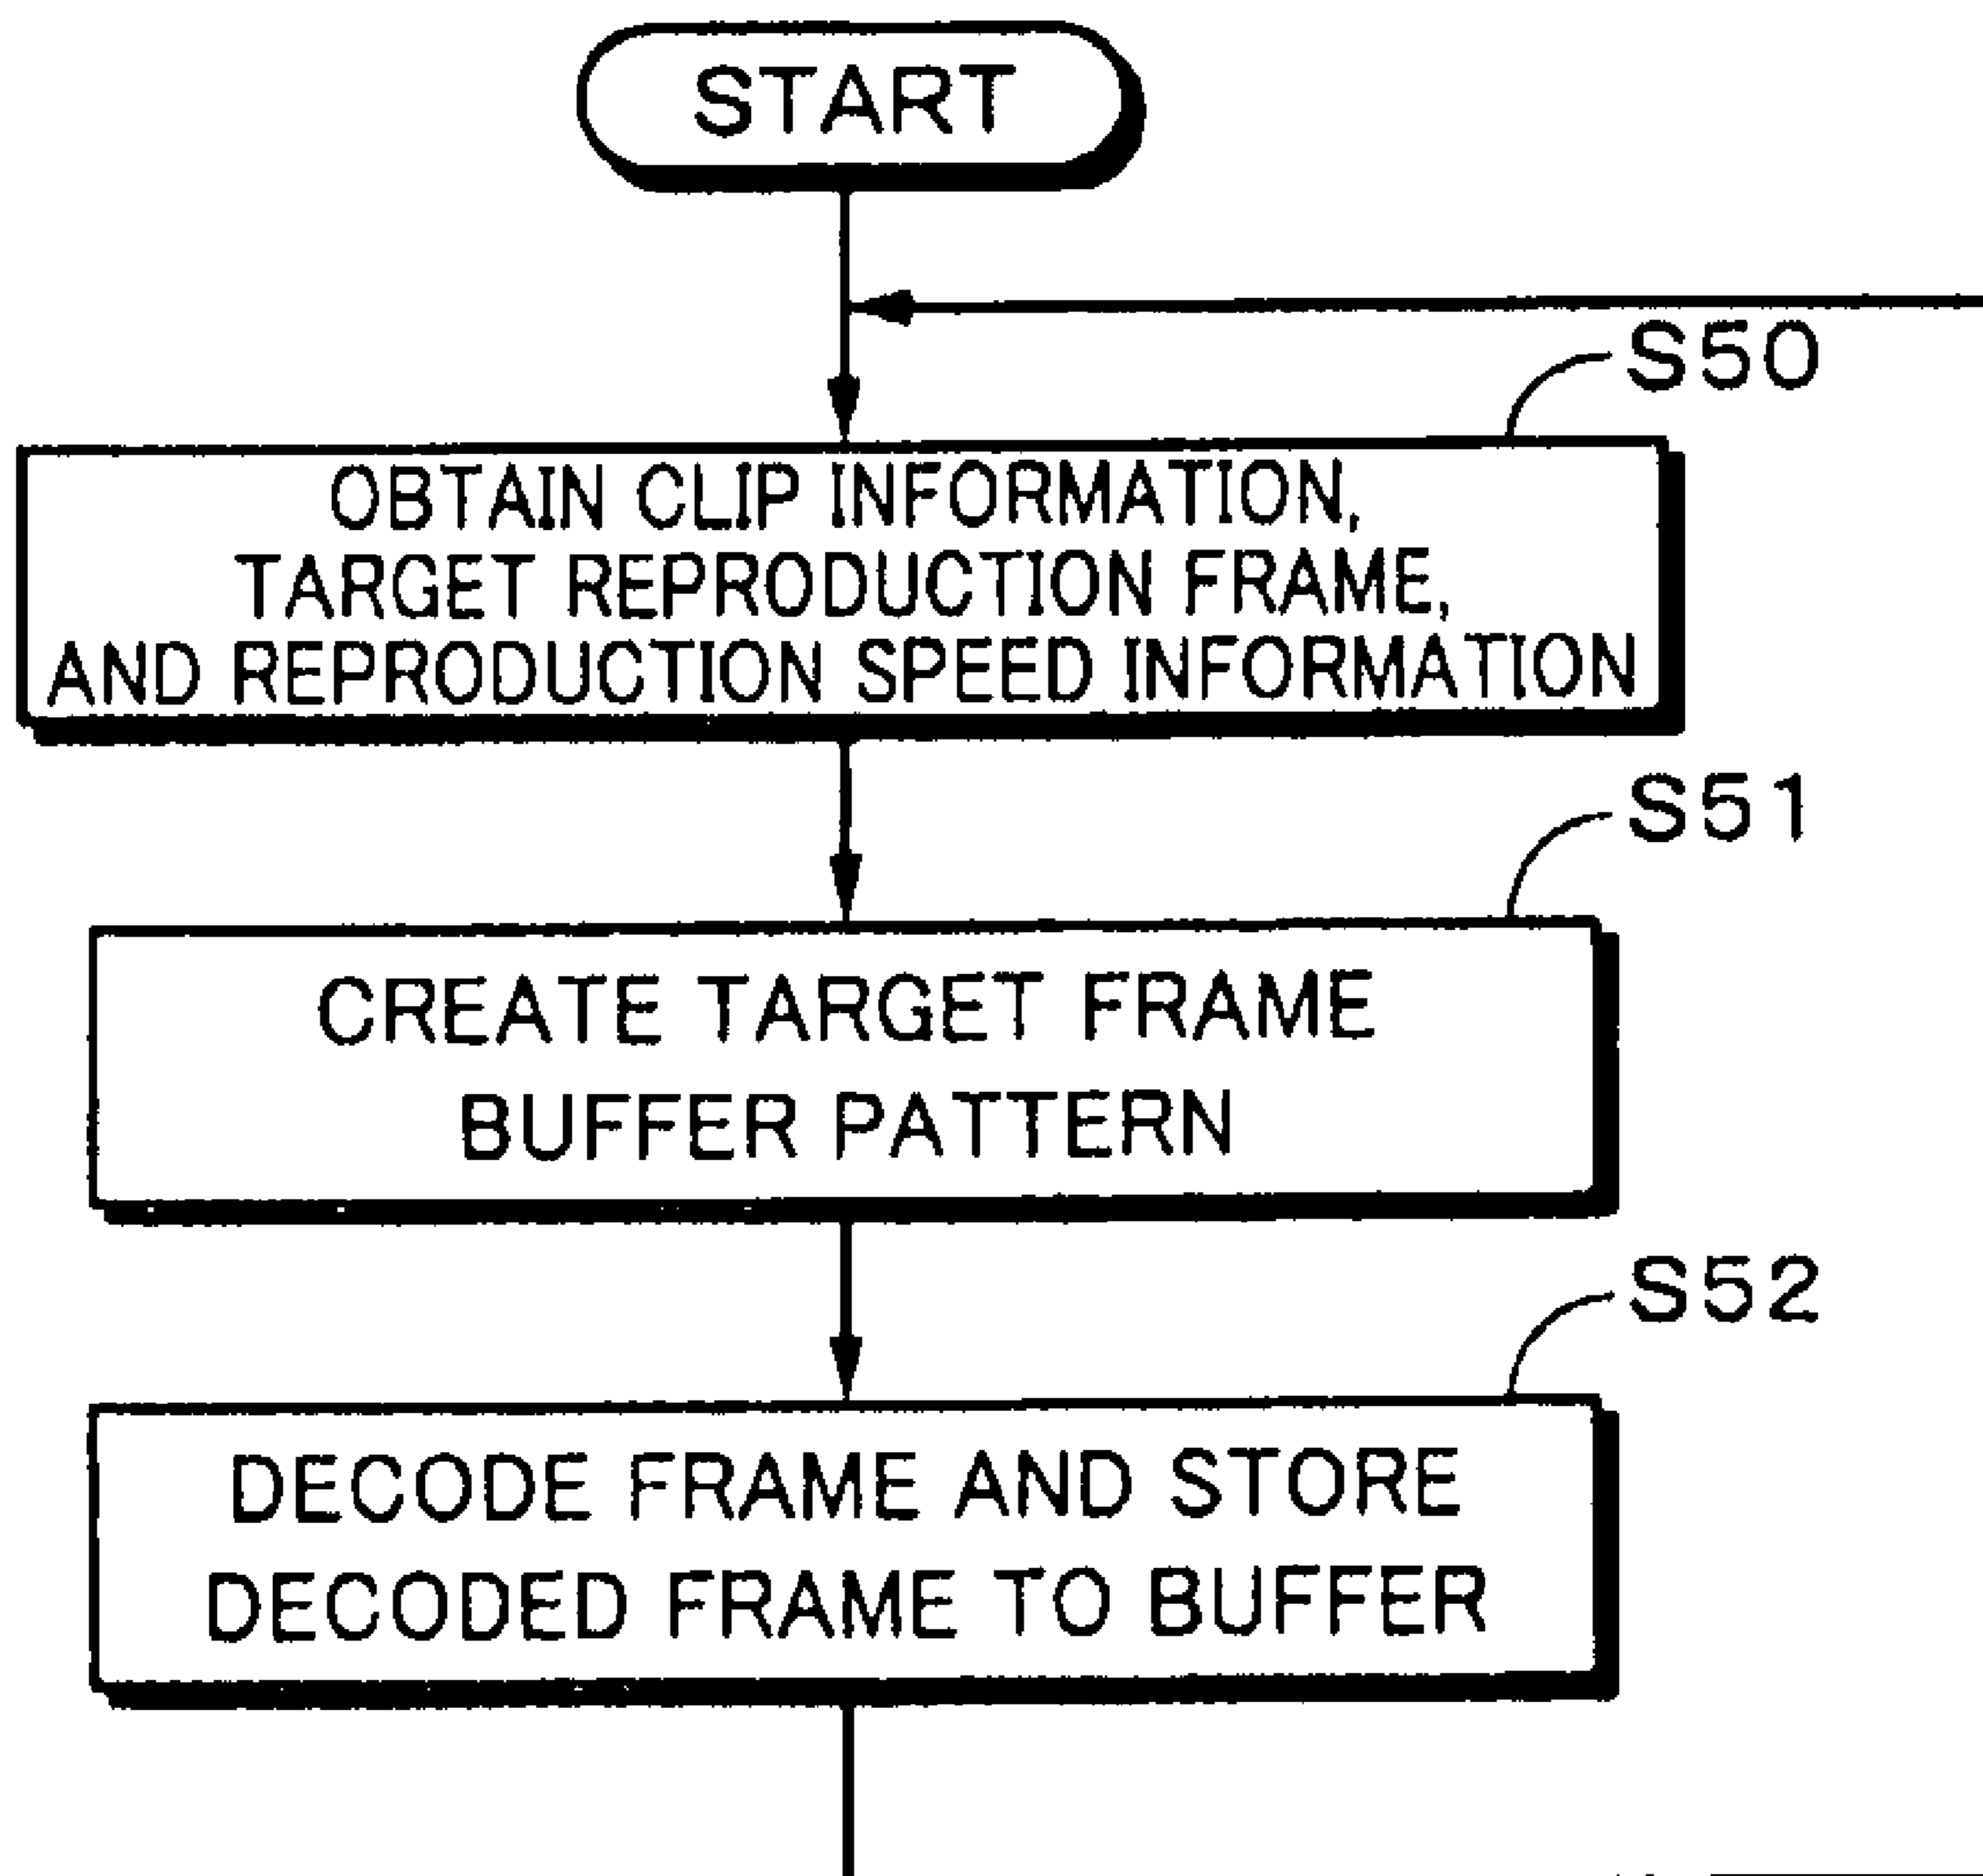 START
S50
OBTAIN CLIP INFORMATION,
TARGET REPRODUCTION FRAME,
AND REPRODUCTION SPEED INFORMATION
S51
CREATE TARGET FRAME
BUFFER PATTERN
S52
DECODE FRAME AND STORE
DECODED FRAME TO BUFFER